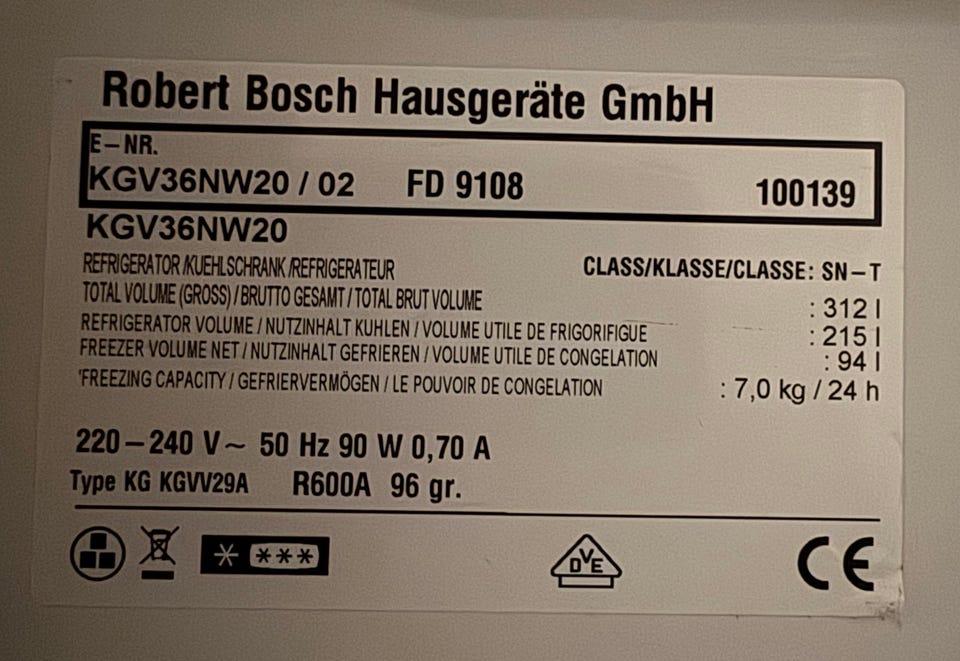 Robert Bosch Hausgeräte GmbH
E-NR.
KGV36NW20 / 02 FD 9108 100139
KGV36NW20
REFRIGERATOR /KUEHLSCHRANK /REFRIGERATEUR CLASS/KLASSE/CLASSE: SN-T
TOTAL VOLUME (GROSS) / BRUTTO GESAMT / TOTAL BRUT VOLUME : 312 l
REFRIGERATOR VOLUME / NUTZINHALT KUHLEN / VOLUME UTILE DE FRIGORIFIGUE : 215 l
FREEZER VOLUME NET / NUTZINHALT GEFRIEREN / VOLUME UTILE DE CONGELATION : 94 l
'FREEZING CAPACITY / GEFRIERVERMÖGEN / LE POUVOIR DE CONGELATION : 7,0 kg / 24 h
220-240 V~ 50 Hz 90 W 0,70 A
Type KG KGVV29A R600A 96 gr.
DVE CE